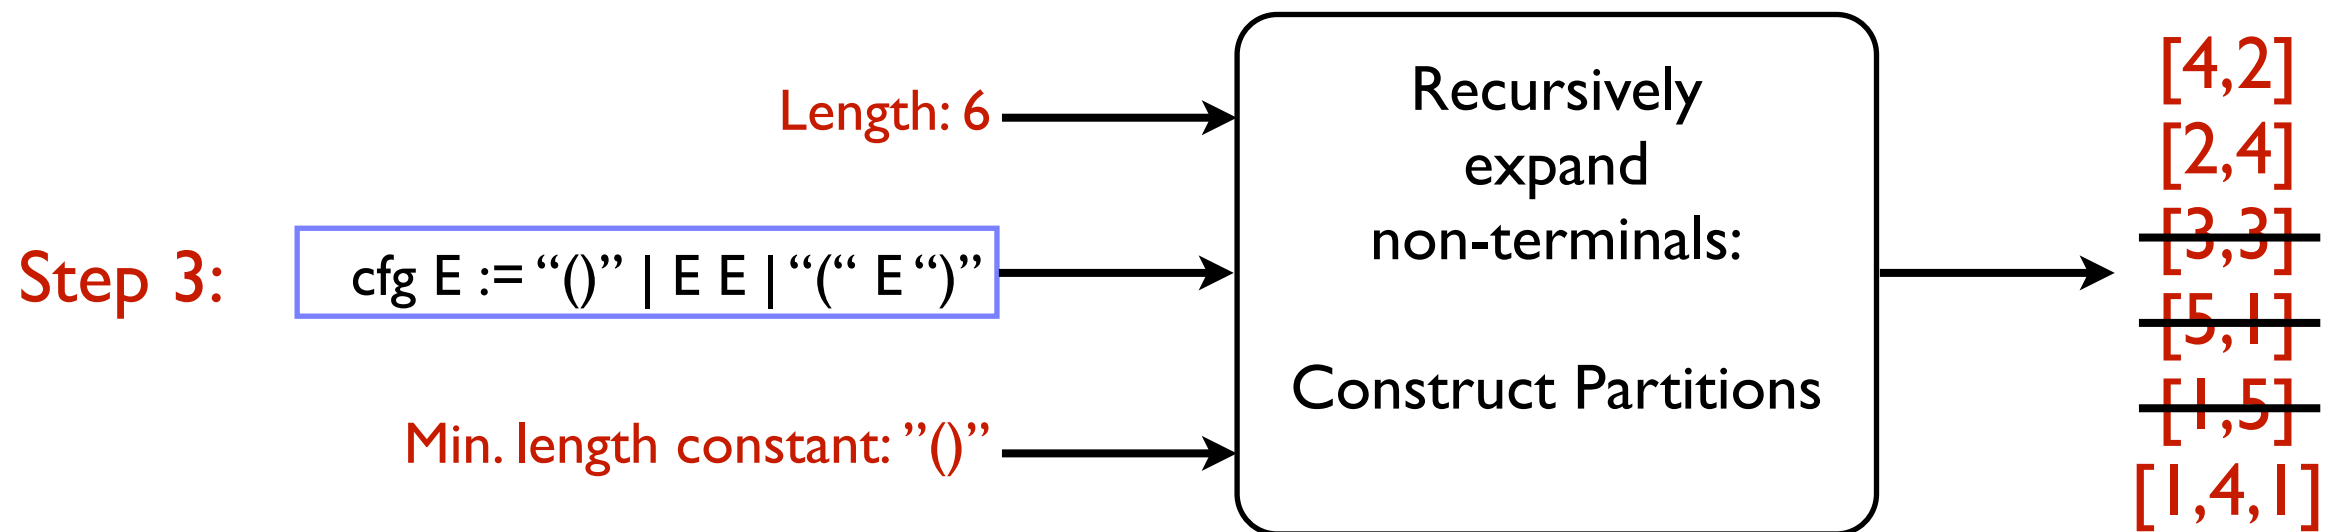 Length: 6
Step 3:
cfg E := “()” | E E | “(“ E “)”
Min. length constant: ”()”
Recursively
expand
non-terminals:
Construct Partitions
[4,2]
[2,4]
[3,3]
[5,1]
[1,5]
[1,4,1]